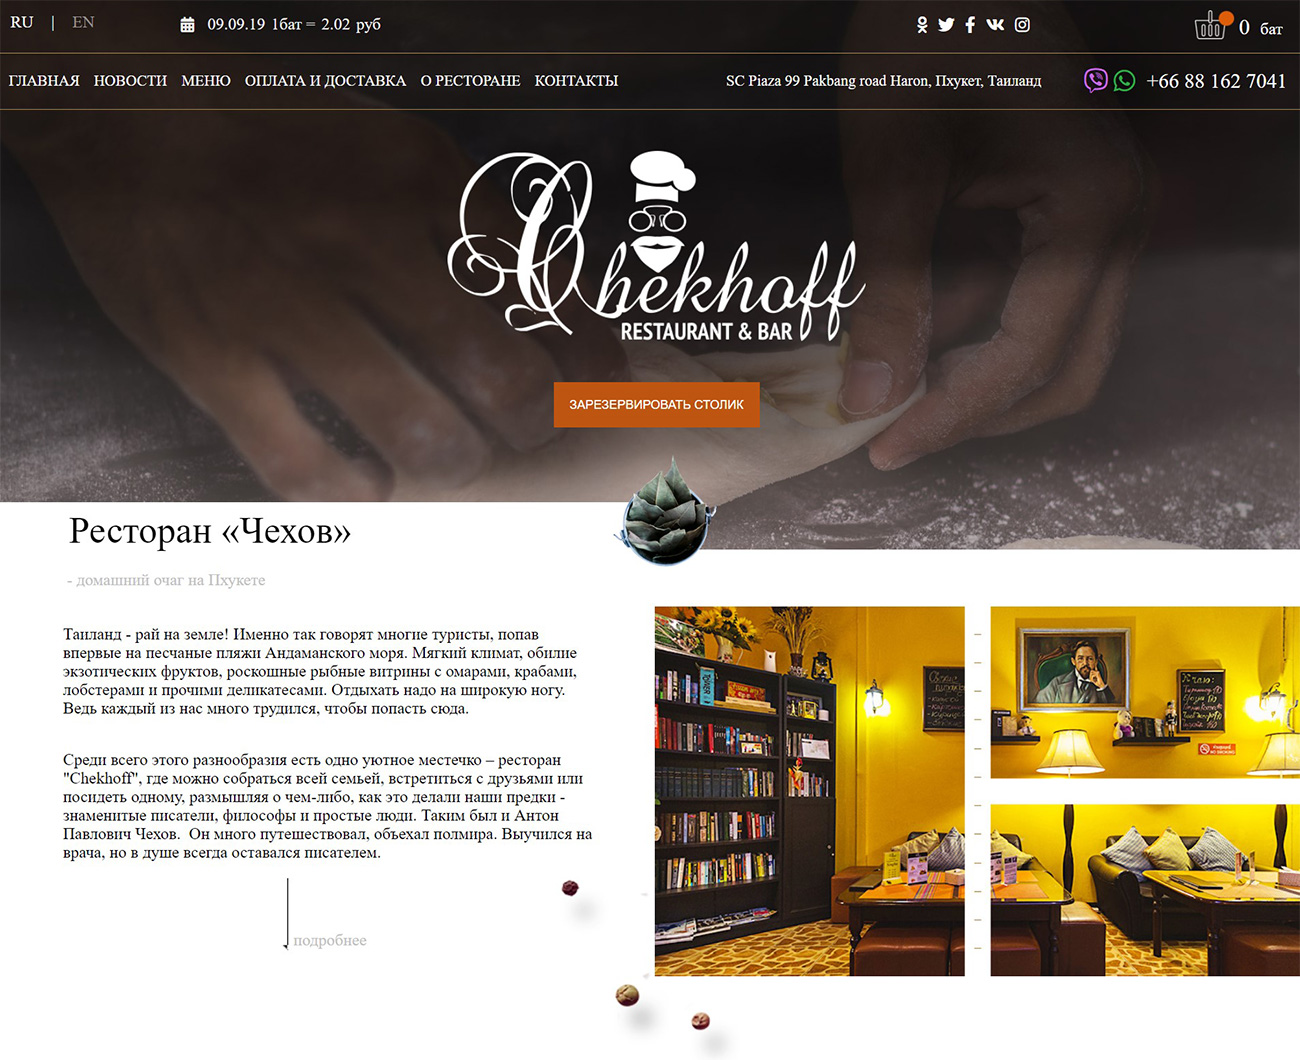 RU | EN
09.09.19 1бат = 2.02 руб
0 бат
ГЛАВНАЯ НОВОСТИ МЕНЮ ОПЛАТА И ДОСТАВКА О РЕСТОРАНЕ КОНТАКТЫ
SC Piaza 99 Pakbang road Haron, Пхукет, Таиланд
+66 88 162 7041
Chekhoff
RESTAURANT & BAR
ЗАРЕЗЕРВИРОВАТЬ СТОЛИК
Ресторан «Чехов»
- домашний очаг на Пхукете
Таиланд - рай на земле! Именно так говорят многие туристы, попав
впервые на песчаные пляжи Андаманского моря. Мягкий климат, обилие
экзотических фруктов, роскошные рыбные витрины с омарами, крабами,
лобстерами и прочими деликатесами. Отдыхать надо на широкую ногу.
Ведь каждый из нас много трудился, чтобы попасть сюда.
Среди всего этого разнообразия есть одно уютное местечко – ресторан
"Chekhoff", где можно собраться всей семьей, встретиться с друзьями или
посидеть одному, размышляя о чем-либо, как это делали наши предки -
знаменитые писатели, философы и простые люди. Таким был и Антон
Павлович Чехов.  Он много путешествовал, объехал полмира. Выучился на
врача, но в душе всегда оставался писателем.
подробнее